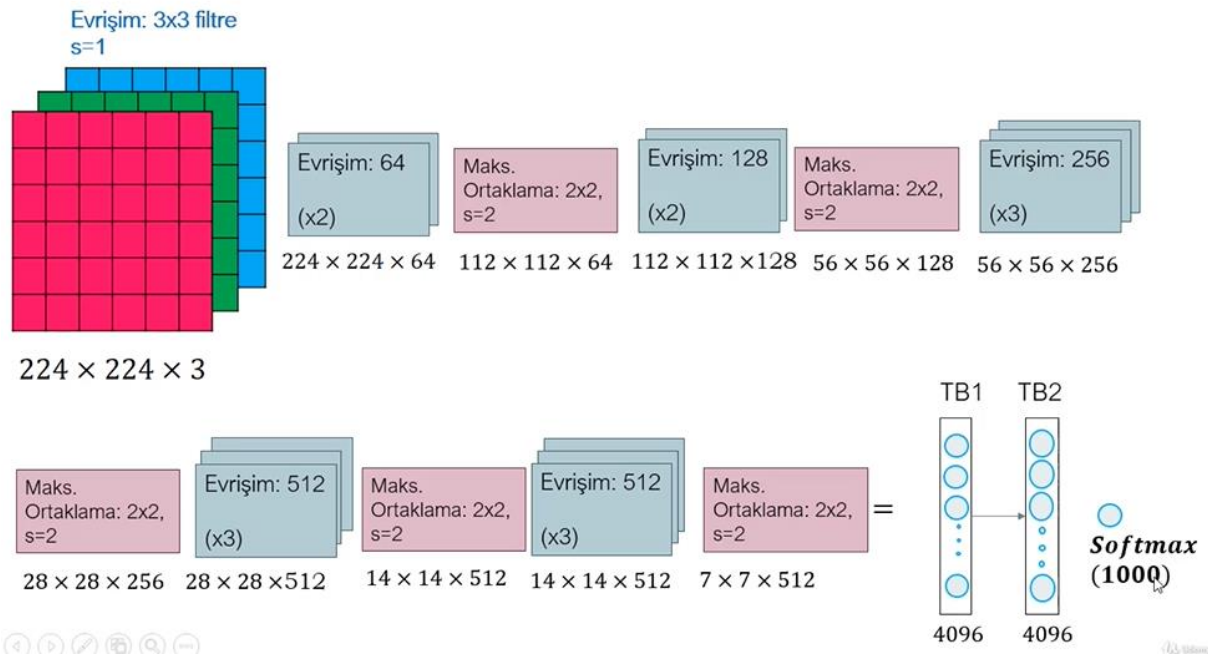 Evrişim: 3x3 filtre
s=1
224 × 224 × 3
Evrişim: 64
(x2)
224 × 224 × 64
Maks.
Ortaklama: 2x2,
s=2
112 × 112 × 64
Evrişim: 128
(x2)
112 × 112 ×128
Maks.
Ortaklama: 2x2,
s=2
56 × 56 × 128
Evrişim: 256
(x3)
56 × 56 × 256
Maks.
Ortaklama: 2x2,
s=2
28 × 28 × 256
Evrişim: 512
(x3)
28 × 28 ×512
Maks.
Ortaklama: 2x2,
s=2
14 × 14 × 512
Evrişim: 512
(x3)
14 × 14 × 512
Maks.
Ortaklama: 2x2,
s=2
7 × 7 × 512
=
TB1
4096
TB2
4096
Softmax
(1000)